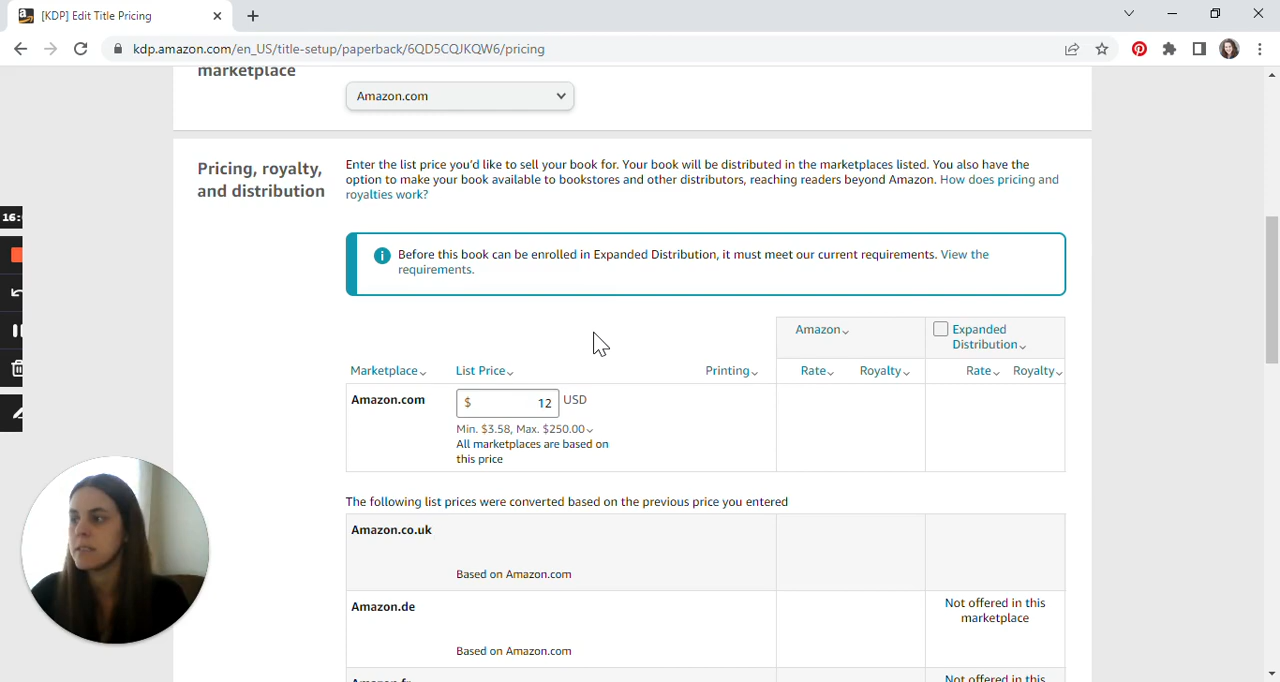 [KDP] Edit Title Pricing
kdp.amazon.com/en_US/title-setup/paperback/6QD5CQJKQW6/pricing
marketplace
Amazon.com
Pricing, royalty,
and distribution
Enter the list price you'd like to sell your book for. Your book will be distributed in the marketplaces listed. You also have the
option to make your book available to bookstores and other distributors, reaching readers beyond Amazon. How does pricing and
royalties work?
16:
Before this book can be enrolled in Expanded Distribution, it must meet our current requirements. View the
requirements.
Amazon
Expanded
Distribution
Marketplace
List Price
Printing
Rate
Royalty
Rate
Royalty
Amazon.com
$ 12 USD
Min. $3.58, Max. $250.00
All marketplaces are based on
this price
The following list prices were converted based on the previous price you entered
Amazon.co.uk
Based on Amazon.com
Amazon.de
Not offered in this
marketplace
Based on Amazon.com
Amazon.fr
Not offered in this